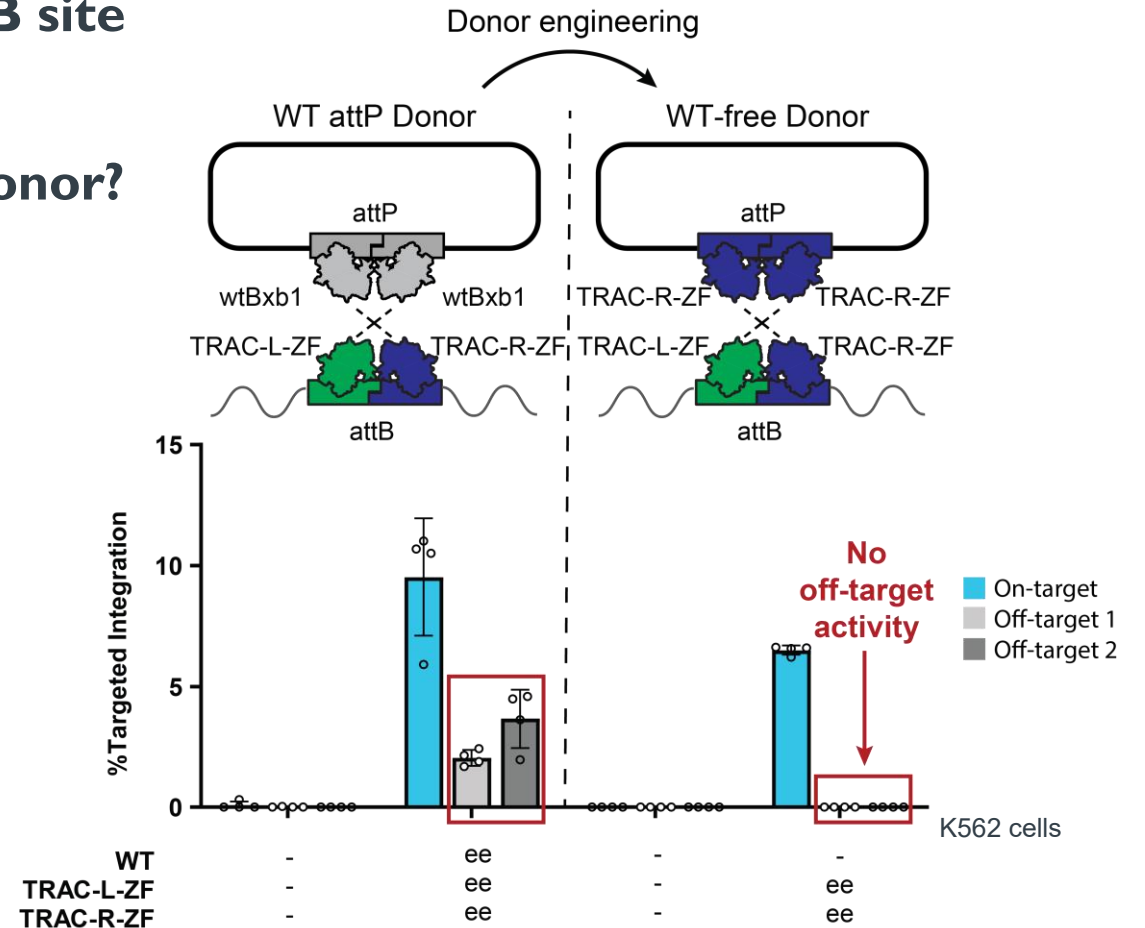 B site
onor?
Donor engineering
WT attP Donor
WT-free Donor
attP
attP
wtBxb1
wtBxb1
TRAC-R-ZF
TRAC-R-ZF
TRAC-L-ZF
TRAC-R-ZF
TRAC-L-ZF
TRAC-R-ZF
attB
attB
%Targeted Integration
15
10
5
0
No
off-target
activity
On-target
Off-target 1
Off-target 2
K562 cells
WT - ee - -
TRAC-L-ZF - ee - ee
TRAC-R-ZF - ee - ee